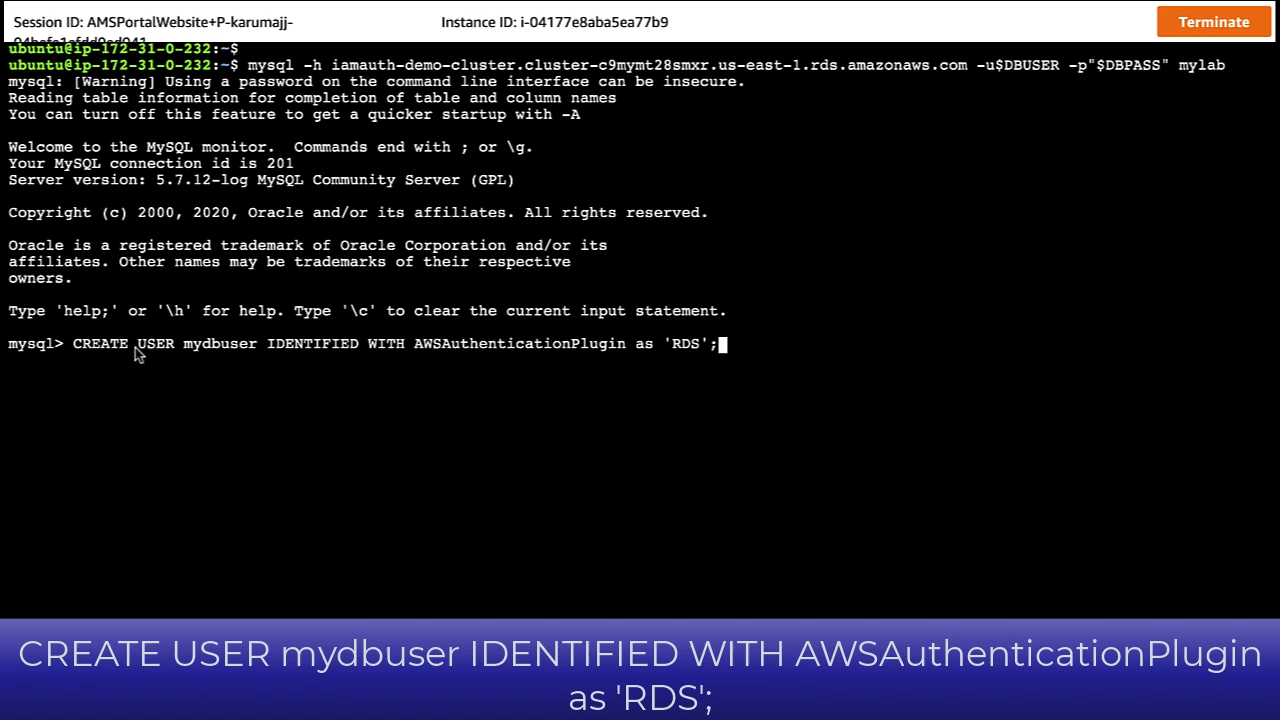 Session ID: AMSPortalWebsite+P-karumajj-
Instance ID: i-04177e8aba5ea77b9
Terminate
ubuntu@ip-172-31-0-232:~$
ubuntu@ip-172-31-0-232:~$ mysql -h iamauth-demo-cluster.cluster-c9mymt28smxr.us-east-1.rds.amazonaws.com -u$DBUSER -p"$DBPASS" mylab
mysql: [Warning] Using a password on the command line interface can be insecure.
Reading table information for completion of table and column names
You can turn off this feature to get a quicker startup with -A
Welcome to the MySQL monitor.  Commands end with ; or \g.
Your MySQL connection id is 201
Server version: 5.7.12-log MySQL Community Server (GPL)
Copyright (c) 2000, 2020, Oracle and/or its affiliates. All rights reserved.
Oracle is a registered trademark of Oracle Corporation and/or its
affiliates. Other names may be trademarks of their respective
owners.
Type 'help;' or '\h' for help. Type '\c' to clear the current input statement.
mysql> CREATE USER mydbuser IDENTIFIED WITH AWSAuthenticationPlugin as 'RDS';
CREATE USER mydbuser IDENTIFIED WITH AWSAuthenticationPlugin
as 'RDS';